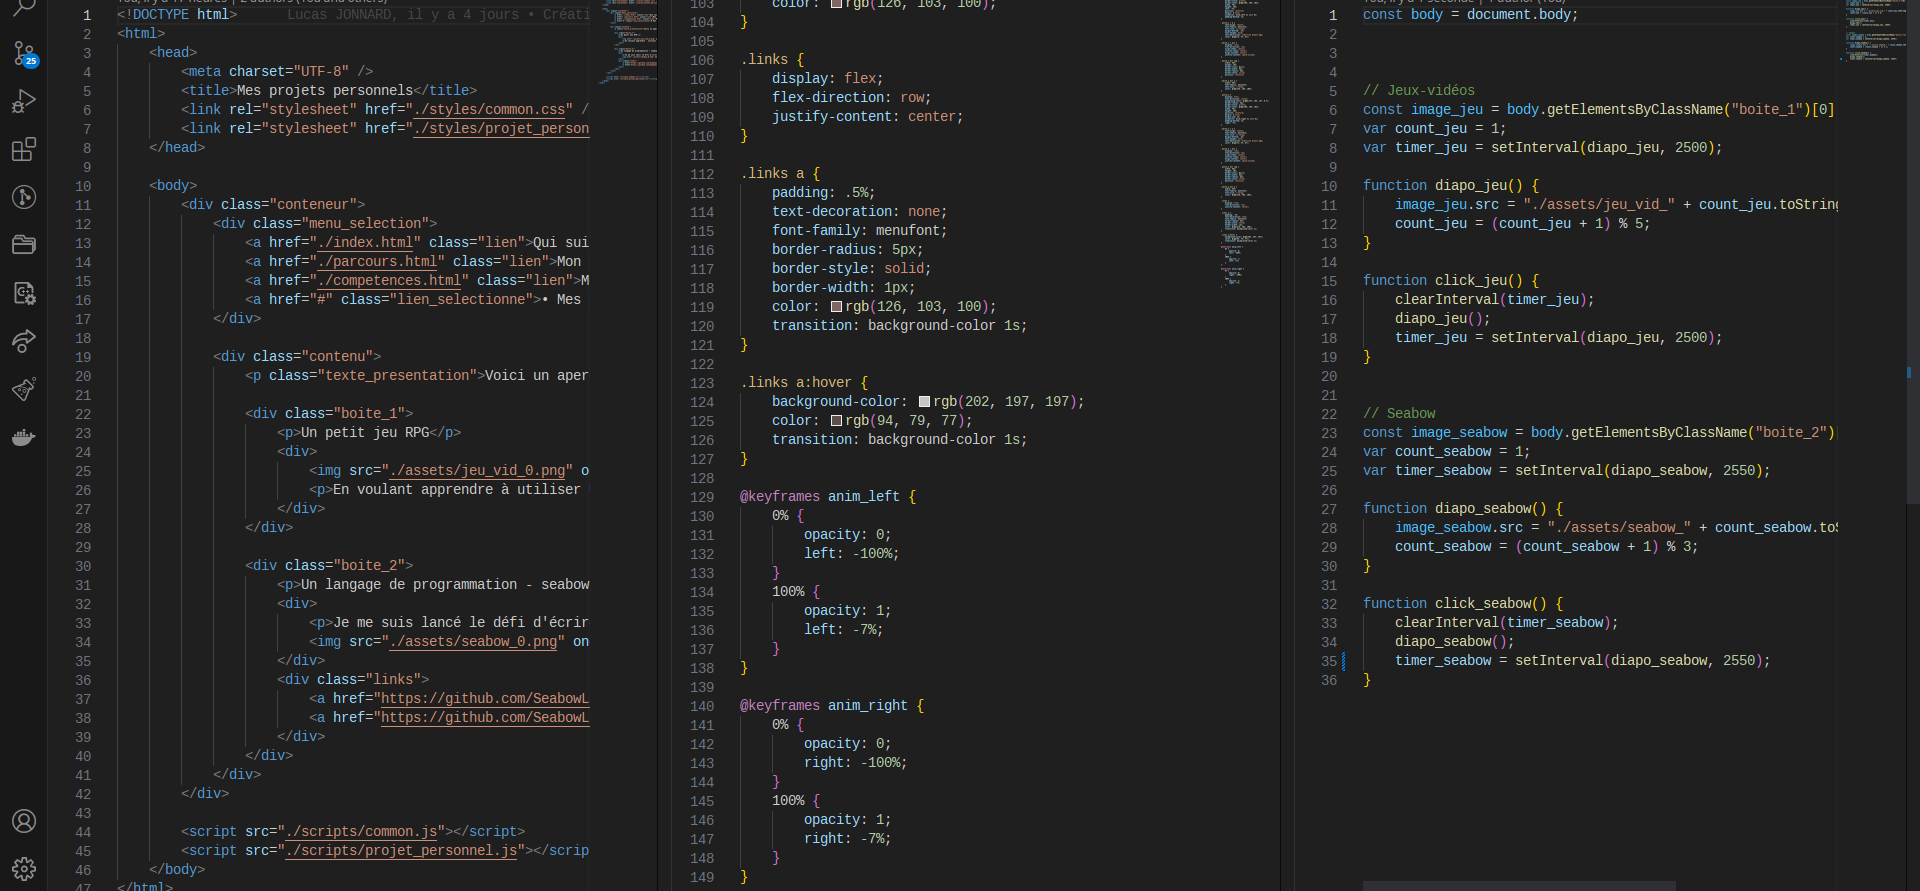 25
1 <!DOCTYPE html> Lucas JONNARD, il y a 4 jours • Créati
2 <html>
3 <head>
4 <meta charset="UTF-8" />
5 <title>Mes projets personnels</title>
6 <link rel="stylesheet" href="./styles/common.css" /
7 <link rel="stylesheet" href="./styles/projet_person
8 </head>
9
10 <body>
11 <div class="conteneur">
12 <div class="menu_selection">
13 <a href="./index.html" class="lien">Qui sui
14 <a href="./parcours.html" class="lien">Mon
15 <a href="./competences.html" class="lien">M
16 <a href="#" class="lien_selectionne">• Mes
17 </div>
18
19 <div class="contenu">
20 <p class="texte_presentation">Voici un aper
21
22 <div class="boite_1">
23 <p>Un petit jeu RPG</p>
24 <div>
25 <img src="./assets/jeu_vid_0.png" o
26 <p>En voulant apprendre à utiliser
27 </div>
28 </div>
29
30 <div class="boite_2">
31 <p>Un langage de programmation - seabow
32 <div>
33 <p>Je me suis lancé le défi d'écrir
34 <img src="./assets/seabow_0.png" on
35 </div>
36 <div class="links">
37 <a href="https://github.com/SeabowL
38 <a href="https://github.com/SeabowL
39 </div>
40 </div>
41 </div>
42 </div>
43
44 <script src="./scripts/common.js"></script>
45 <script src="./scripts/projet_personnel.js"></scrip
46 </body>
47 </html>
103 color: rgb(126, 103, 100);
104 }
105
106 .links {
107 display: flex;
108 flex-direction: row;
109 justify-content: center;
110 }
111
112 .links a {
113 padding: .5%;
114 text-decoration: none;
115 font-family: menufont;
116 border-radius: 5px;
117 border-style: solid;
118 border-width: 1px;
119 color: rgb(126, 103, 100);
120 transition: background-color 1s;
121 }
122
123 .links a:hover {
124 background-color: rgb(202, 197, 197);
125 color: rgb(94, 79, 77);
126 transition: background-color 1s;
127 }
128
129 @keyframes anim_left {
130 0% {
131 opacity: 0;
132 left: -100%;
133 }
134 100% {
135 opacity: 1;
136 left: -7%;
137 }
138 }
139
140 @keyframes anim_right {
141 0% {
142 opacity: 0;
143 right: -100%;
144 }
145 100% {
146 opacity: 1;
147 right: -7%;
148 }
149 }
1 const body = document.body;
2
3
4
5 // Jeux-vidéos
6 const image_jeu = body.getElementsByClassName("boite_1")[0]
7 var count_jeu = 1;
8 var timer_jeu = setInterval(diapo_jeu, 2500);
9
10 function diapo_jeu() {
11 image_jeu.src = "./assets/jeu_vid_" + count_jeu.toString
12 count_jeu = (count_jeu + 1) % 5;
13 }
14
15 function click_jeu() {
16 clearInterval(timer_jeu);
17 diapo_jeu();
18 timer_jeu = setInterval(diapo_jeu, 2500);
19 }
20
21
22 // Seabow
23 const image_seabow = body.getElementsByClassName("boite_2")[
24 var count_seabow = 1;
25 var timer_seabow = setInterval(diapo_seabow, 2550);
26
27 function diapo_seabow() {
28 image_seabow.src = "./assets/seabow_" + count_seabow.toS
29 count_seabow = (count_seabow + 1) % 3;
30 }
31
32 function click_seabow() {
33 clearInterval(timer_seabow);
34 diapo_seabow();
35 timer_seabow = setInterval(diapo_seabow, 2550);
36 }